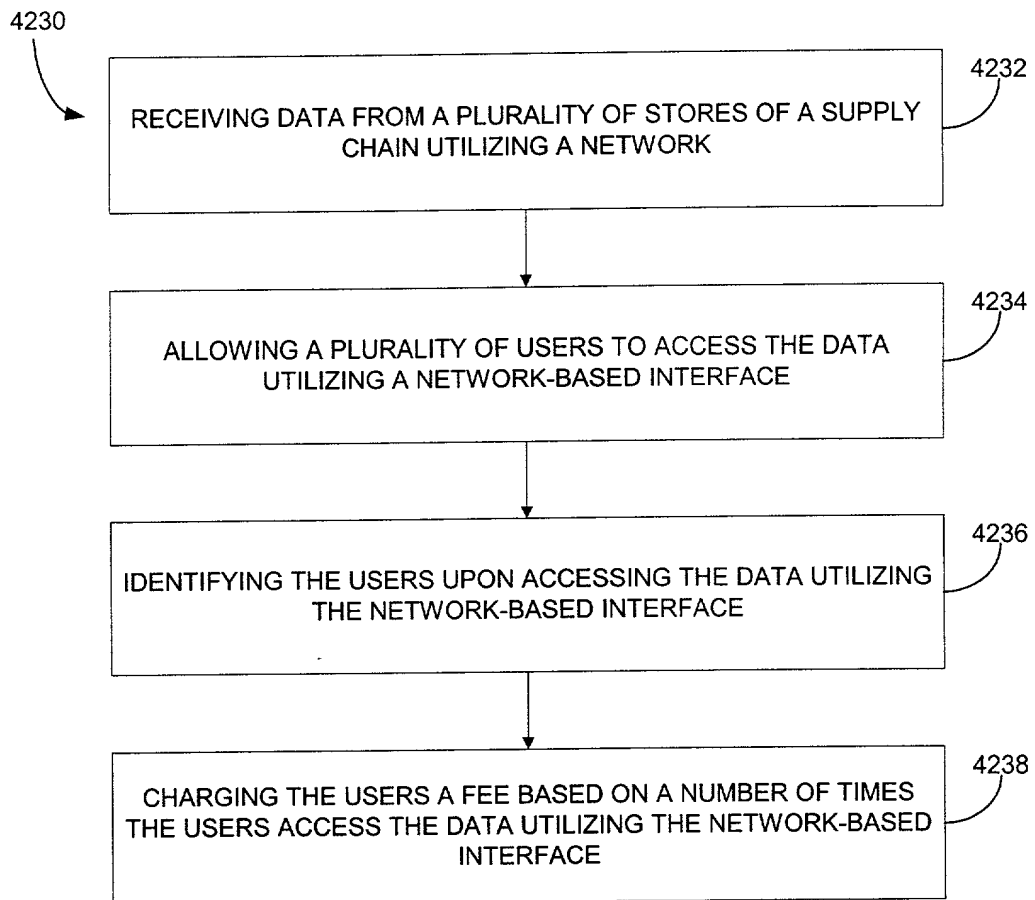 4230
4232
RECEIVING DATA FROM A PLURALITY OF STORES OF A SUPPLY
CHAIN UTILIZING A NETWORK
4234
ALLOWING A PLURALITY OF USERS TO ACCESS THE DATA
UTILIZING A NETWORK-BASED INTERFACE
4236
IDENTIFYING THE USERS UPON ACCESSING THE DATA UTILIZING
THE NETWORK-BASED INTERFACE
4238
CHARGING THE USERS A FEE BASED ON A NUMBER OF TIMES
THE USERS ACCESS THE DATA UTILIZING THE NETWORK-BASED
INTERFACE